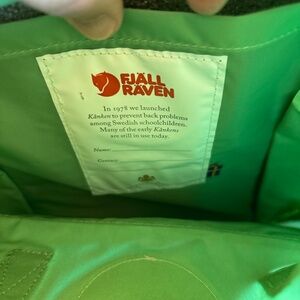 FJÄLL
RÄVEN
In 1978 we launched
Kånken to prevent back problems
among Swedish schoolchildren.
Many of the early Kånkens
are still in use today.
Name:
Contact: